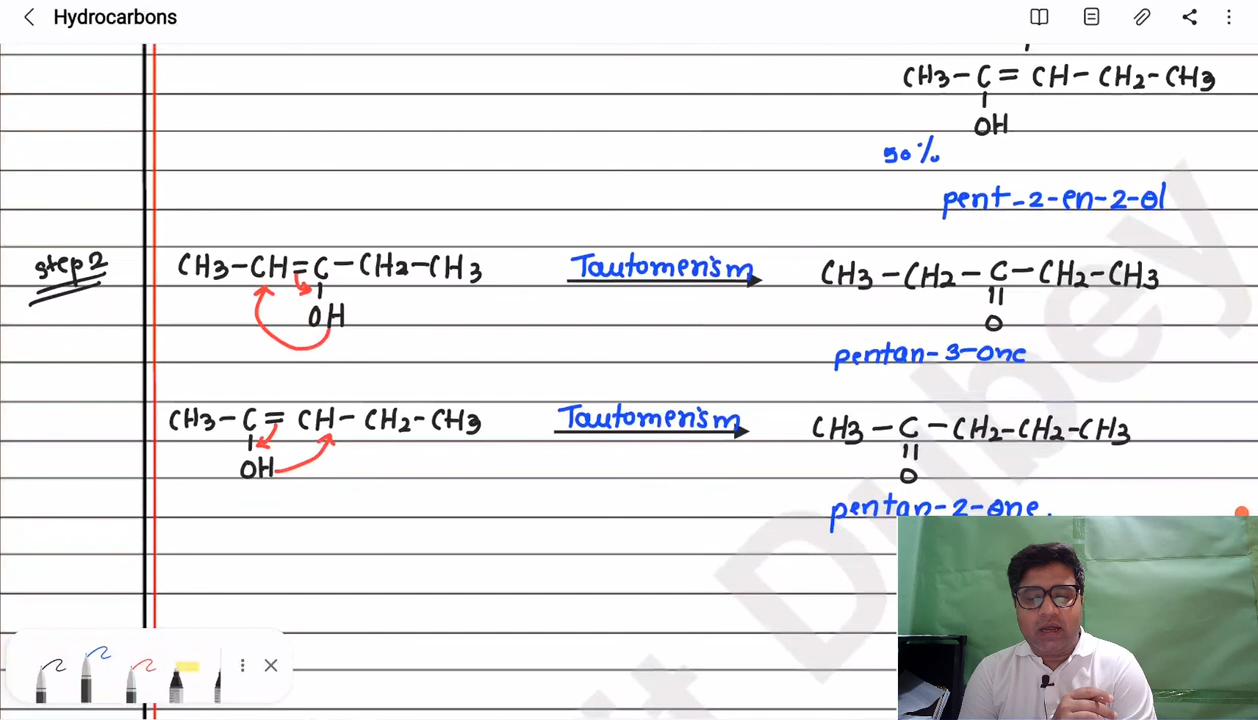 Hydrocarbons
CH3-C=CH-CH2-CH3
OH
50%
pent-2-en-2-ol
step 2
CH3-CH=C-CH2-CH3
OH
Tautomerism
CH3-CH2-C-CH2-CH3
O
pentan-3-one
CH3-C=CH-CH2-CH3
OH
Tautomerism
CH3-C-CH2-CH2-CH3
O
pentan-2-one.
it Dubey